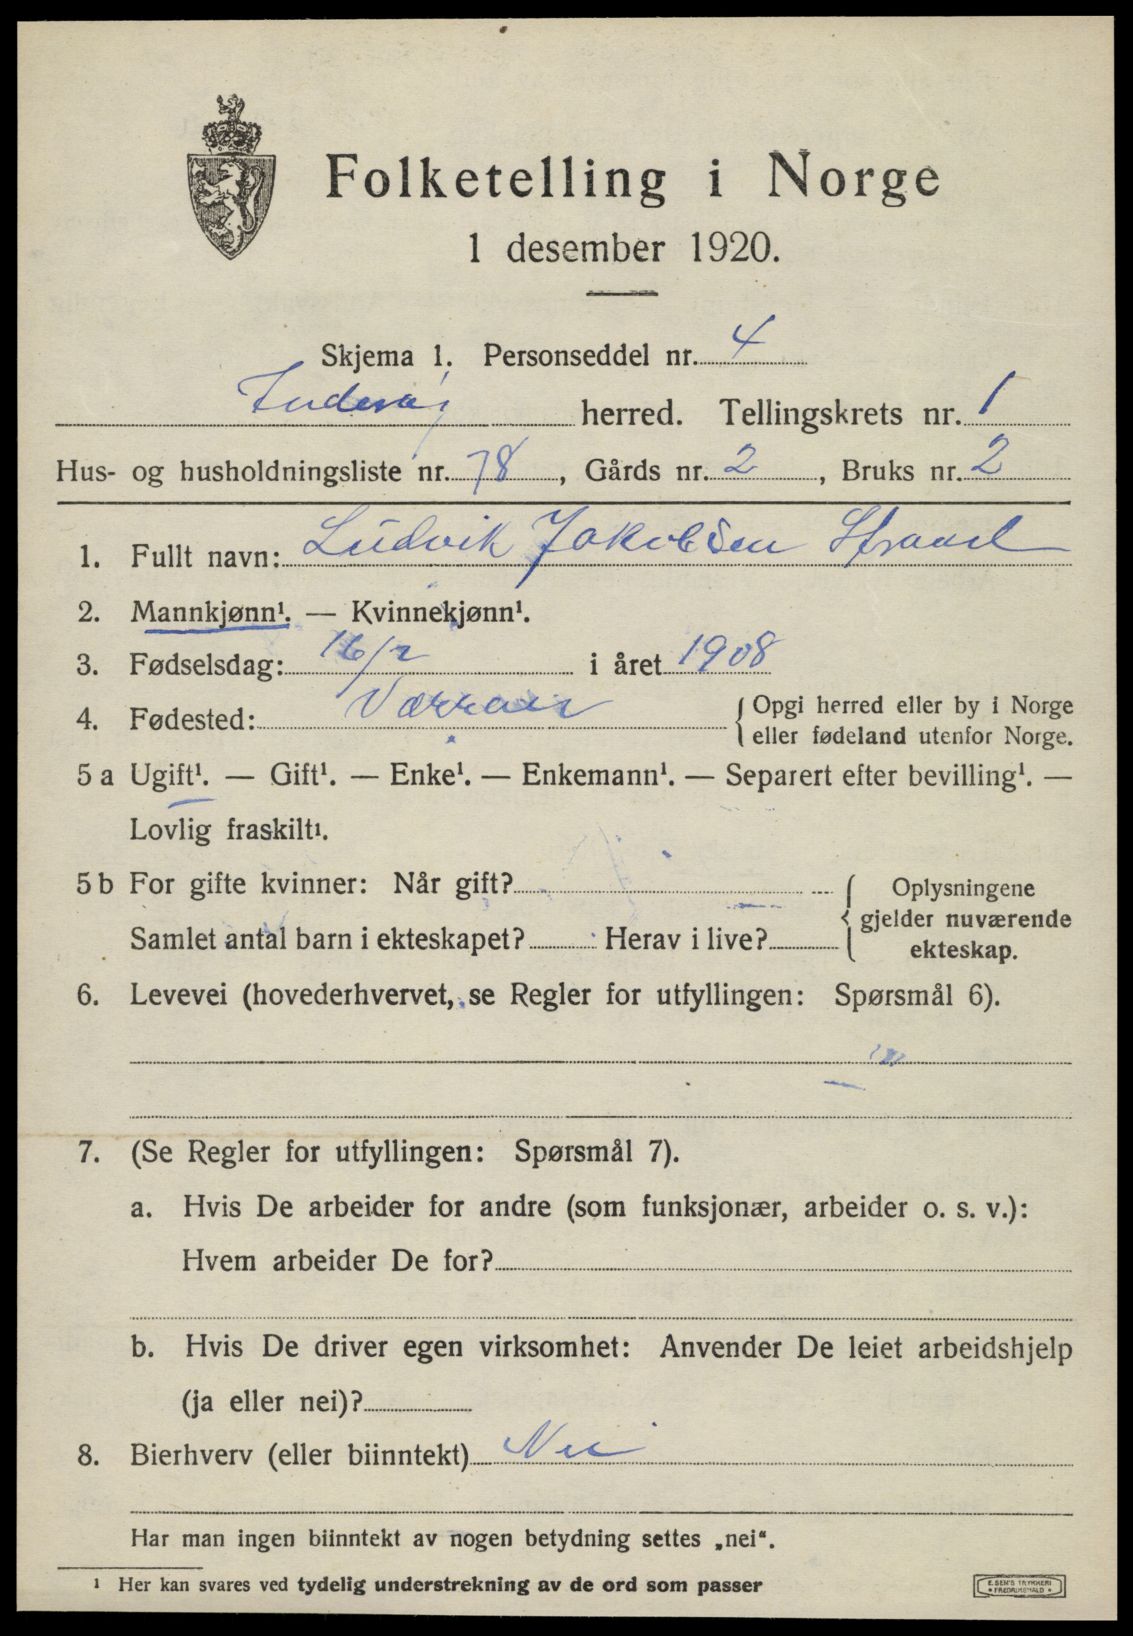 Folketelling i Norge
1 desember 1920.
Skjema 1. Personseddel nr. 4
Inderøy herred. Tellingskrets nr. 1
Hus- og husholdningsliste nr. 78, Gårds nr. 2, Bruks nr. 2
1. Fullt navn: Ludvik Jakobsen Straael
2. Mannkjønn¹. — Kvinnekjønn¹.
3. Fødselsdag: 16/2 i året 1908
4. Fødested: { Opgi herred eller by i Norge
eller fødeland utenfor Norge.
5 a Ugift¹. — Gift¹. — Enke¹. — Enkemann¹. — Separert efter bevilling¹. —
Lovlig fraskilt¹.
5 b For gifte kvinner: Når gift? { Oplysningene
gjelder nuværende
Samlet antal barn i ekteskapet? Herav i live? ekteskap.
6. Levevei (hovederhvervet, se Regler for utfyllingen: Spørsmål 6).
7. (Se Regler for utfyllingen: Spørsmål 7).
a. Hvis De arbeider for andre (som funksjonær, arbeider o. s. v.):
Hvem arbeider De for?
b. Hvis De driver egen virksomhet: Anvender De leiet arbeidshjelp
(ja eller nei)?
8. Bierhverv (eller biinntekt) Nei
Har man ingen biinntekt av nogen betydning settes „nei“.
¹ Her kan svares ved tydelig understrekning av de ord som passer
E. SEM'S TRYKKERI
• FREDRIKSHALD •